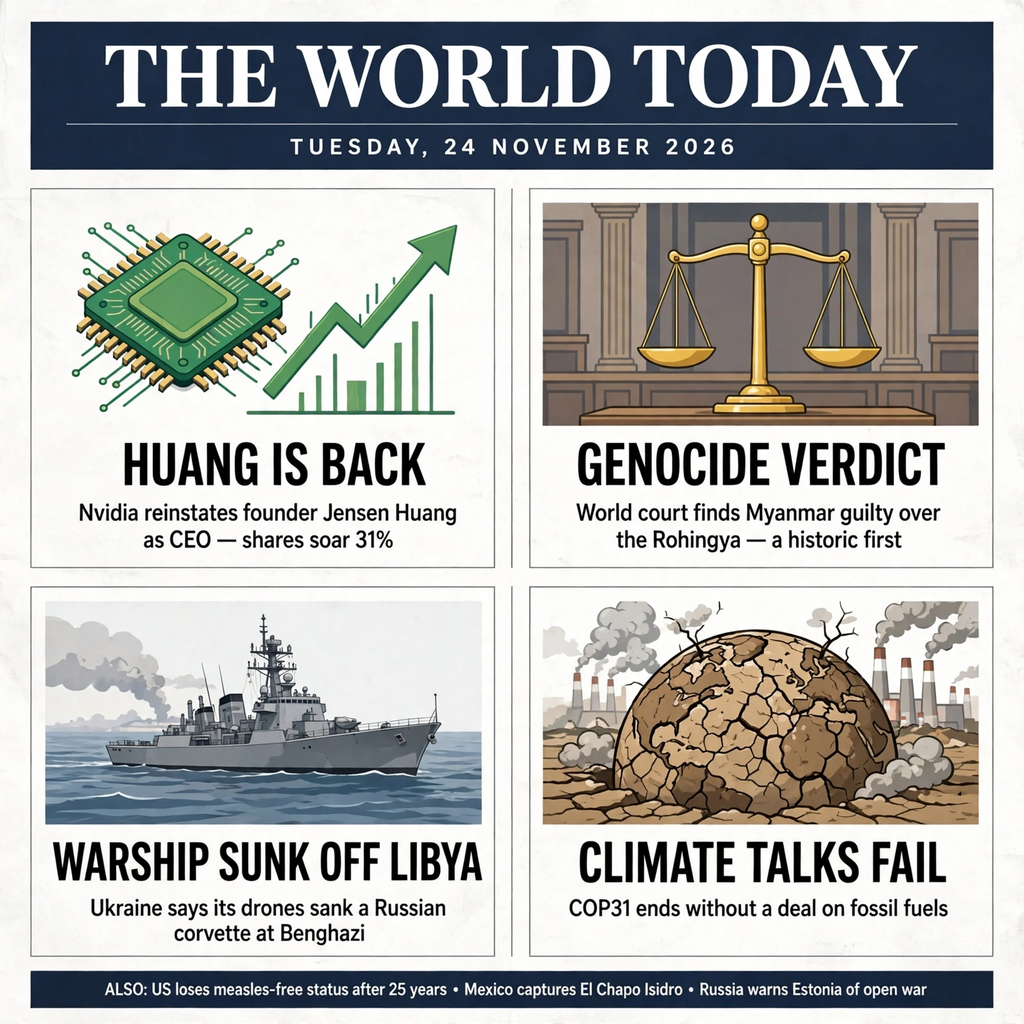 THE WORLD TODAY
TUESDAY, 24 NOVEMBER 2026
HUANG IS BACK
Nvidia reinstates founder Jensen Huang
as CEO — shares soar 31%
GENOCIDE VERDICT
World court finds Myanmar guilty over
the Rohingya — a historic first
WARSHIP SUNK OFF LIBYA
Ukraine says its drones sank a Russian
corvette at Benghazi
CLIMATE TALKS FAIL
COP31 ends without a deal on fossil fuels
ALSO: US loses measles-free status after 25 years • Mexico captures El Chapo Isidro • Russia warns Estonia of open war